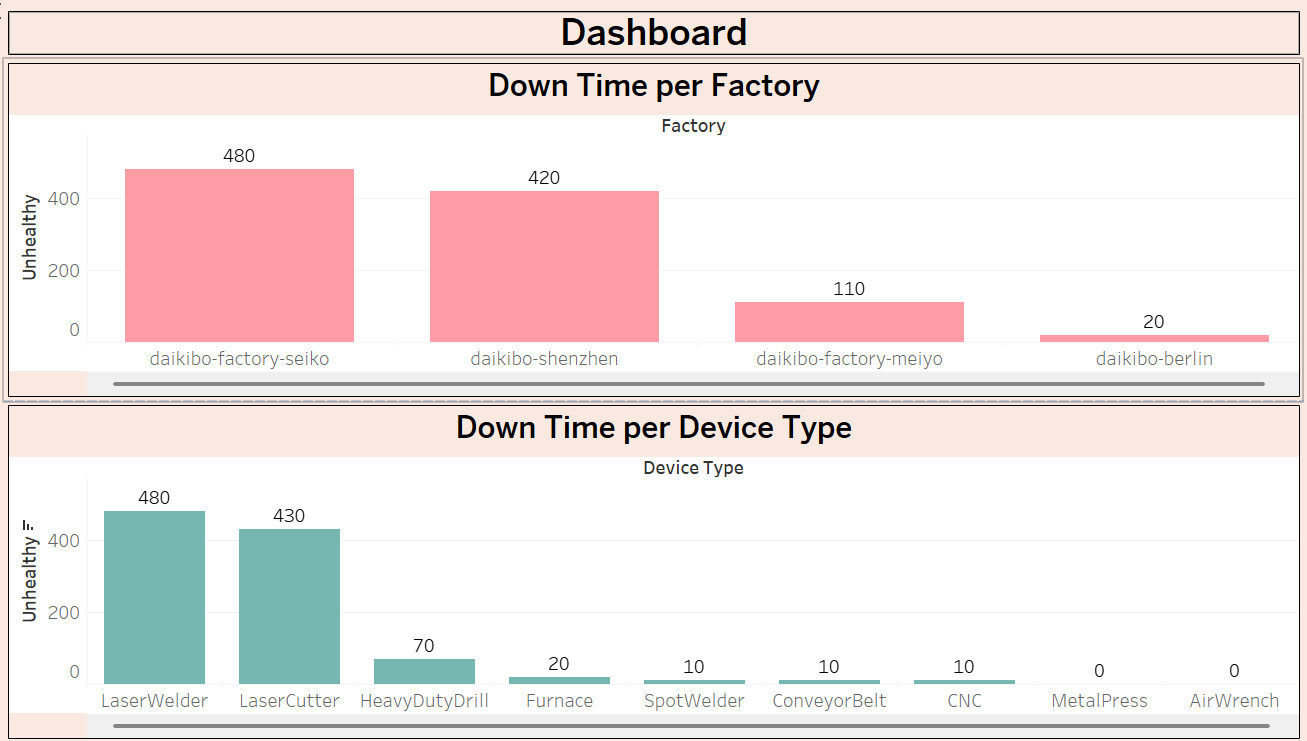 Dashboard
Down Time per Factory
Factory
Unhealthy
400
200
0
480
420
110
20
daikibo-factory-seiko
daikibo-shenzhen
daikibo-factory-meiyo
daikibo-berlin
Down Time per Device Type
Device Type
Unhealthy
400
200
0
480
430
70
20
10
10
10
0
0
LaserWelder
LaserCutter
HeavyDutyDrill
Furnace
SpotWelder
ConveyorBelt
CNC
MetalPress
AirWrench